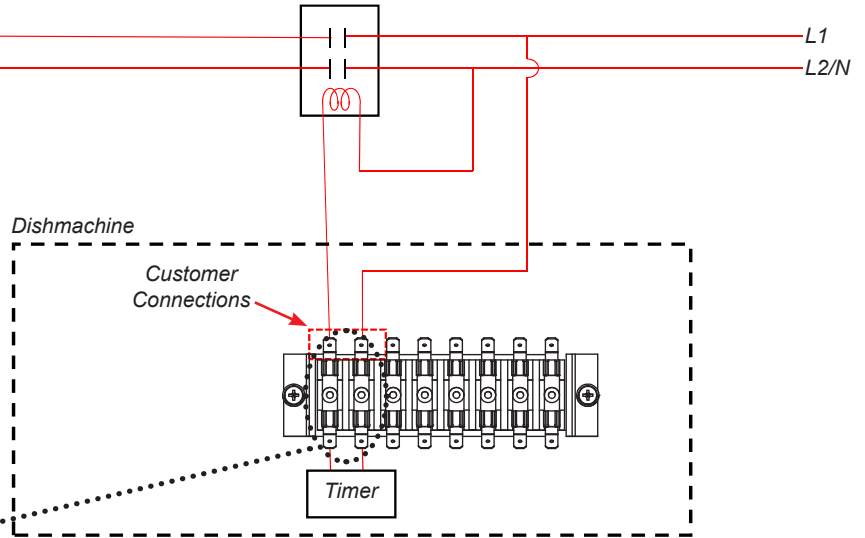 L1
L2/N
Dishmachine
Customer
Connections
Timer